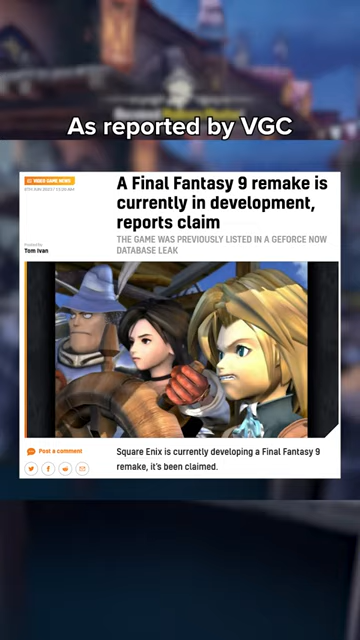 As reported by VGC
VIDEO GAME NEWS
A Final Fantasy 9 remake is
currently in development,
reports claim
THE GAME WAS PREVIOUSLY LISTED IN A GEFORCE NOW
DATABASE LEAK
Posted by
Tom Ivan
Post a comment
Square Enix is currently developing a Final Fantasy 9
remake, it's been claimed.